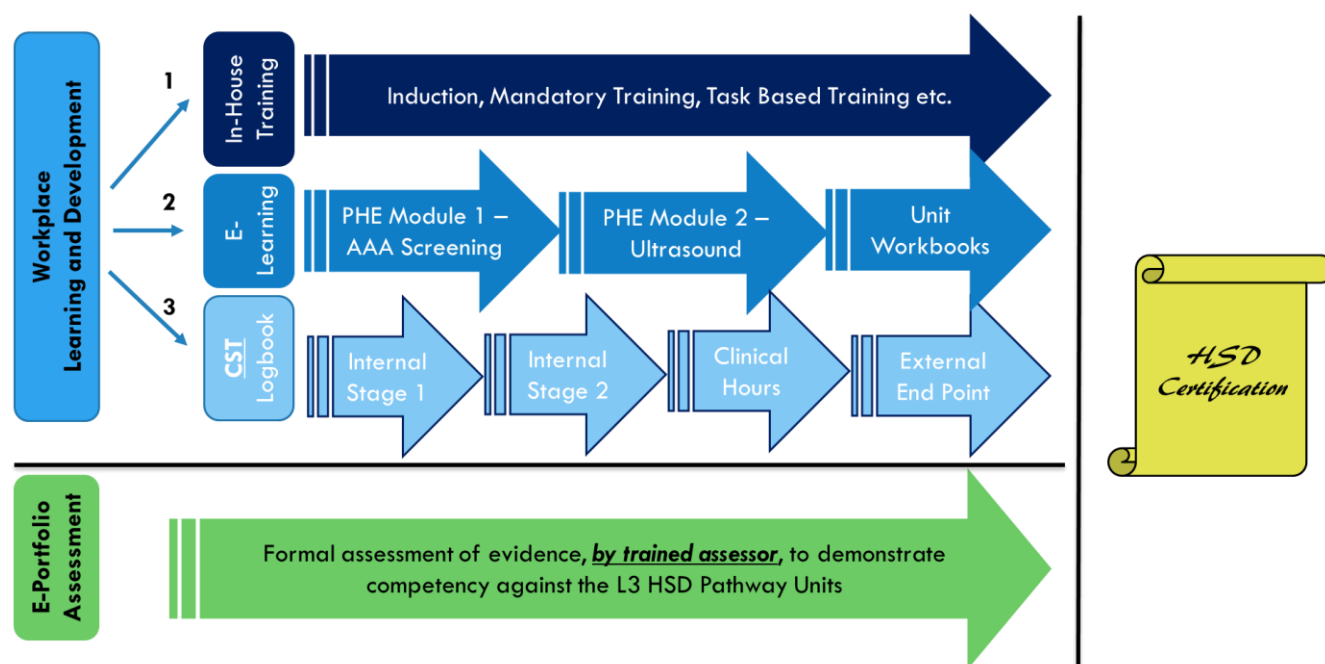 Workplace
Learning and Development
1
In-House
Training
Induction, Mandatory Training, Task Based Training etc.
2
E-
Learning
PHE Module 1 –
AAA Screening
PHE Module 2 –
Ultrasound
Unit
Workbooks
3
CST
Logbook
Internal
Stage 1
Internal
Stage 2
Clinical
Hours
External
End Point
HSD
Certification
E-Portfolio
Assessment
Formal assessment of evidence, by trained assessor, to demonstrate
competency against the L3 HSD Pathway Units